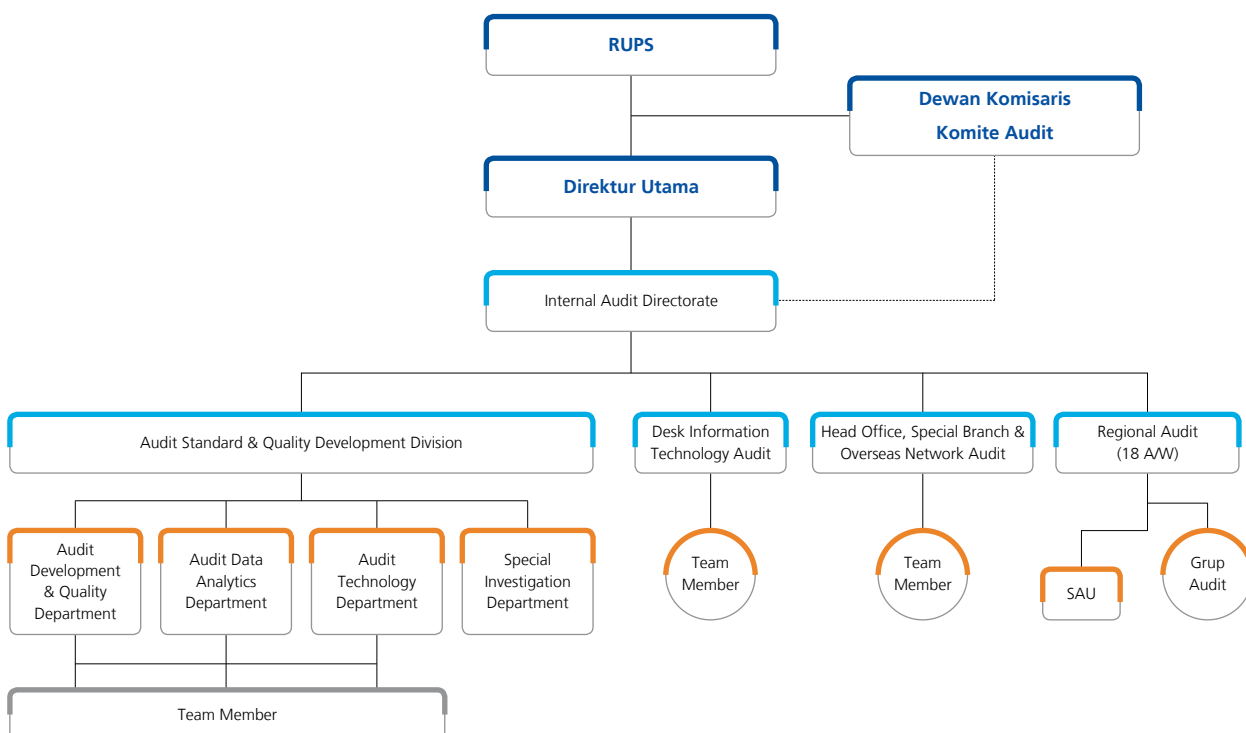 RUPS
Dewan Komisaris
Komite Audit
Direktur Utama
Internal Audit Directorate
Audit Standard & Quality Development Division
Desk Information
Technology Audit
Head Office, Special Branch &
Overseas Network Audit
Regional Audit
(18 A/W)
Audit
Development
& Quality
Department
Audit Data
Analytics
Department
Audit
Technology
Department
Special
Investigation
Department
Team
Member
Team
Member
SAU
Grup
Audit
Team Member